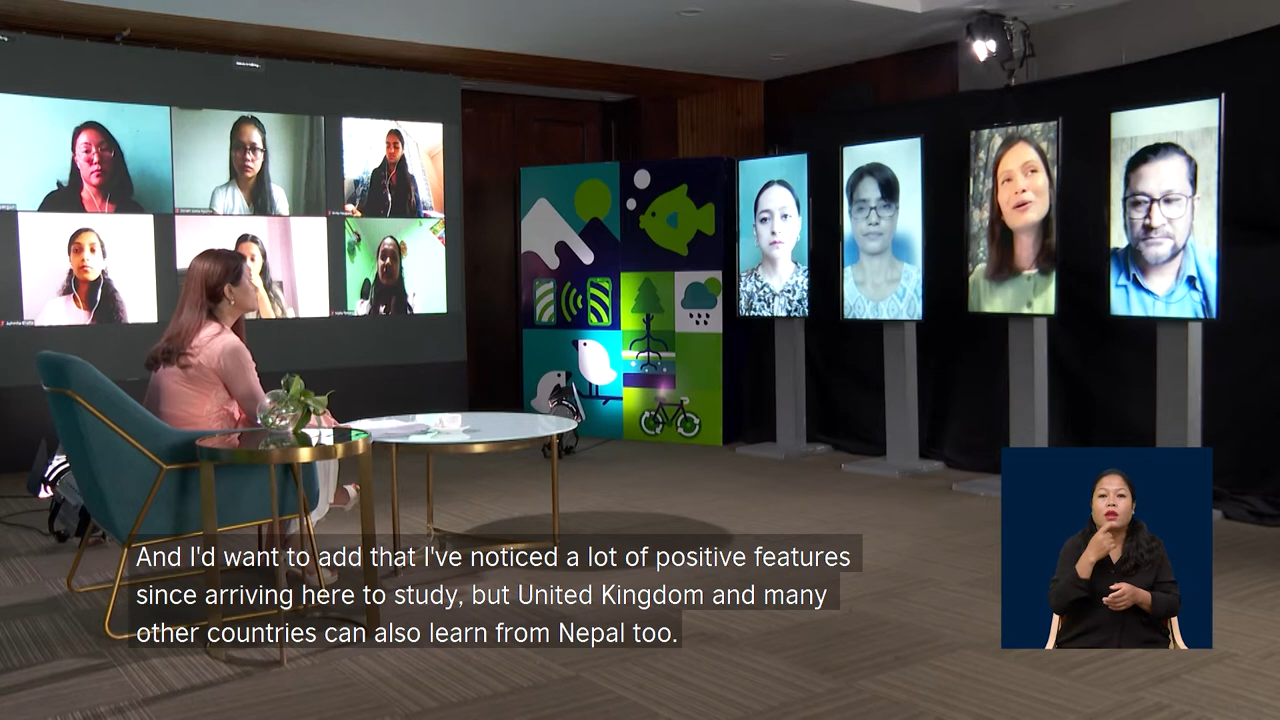 And I'd want to add that I've noticed a lot of positive features
since arriving here to study, but United Kingdom and many
other countries can also learn from Nepal too.